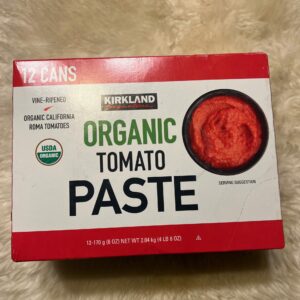 12 CANS
VINE-RIPENED
ORGANIC CALIFORNIA
ROMA TOMATOES
USDA
ORGANIC
KIRKLAND
ORGANIC
TOMATO
PASTE
SERVING SUGGESTION
12-170 g (6 OZ) NET WT 2.04 kg (4 LB 8 OZ)